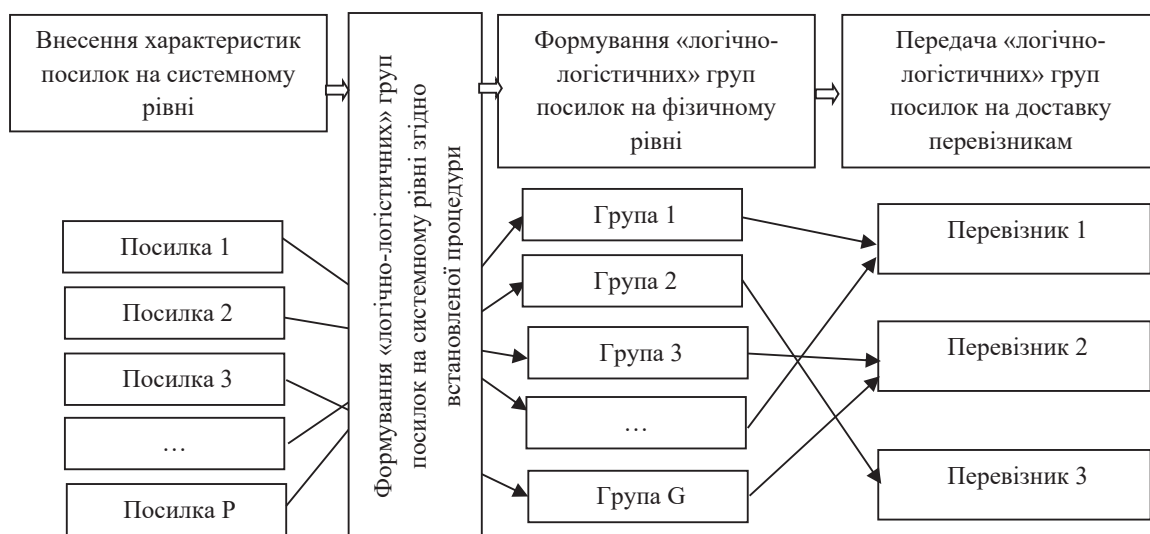 Внесення характеристик
посилок на системному
рівні
Формування «логічно-логістичних» груп
посилок на системному рівні згідно
встановленої процедури
Формування «логічно-
логістичних» груп
посилок на фізичному
рівні
Передача «логічно-
логістичних» груп
посилок на доставку
перевізникам
Посилка 1
Посилка 2
Посилка 3
…
Посилка P
Група 1
Група 2
Група 3
…
Група G
Перевізник 1
Перевізник 2
Перевізник 3